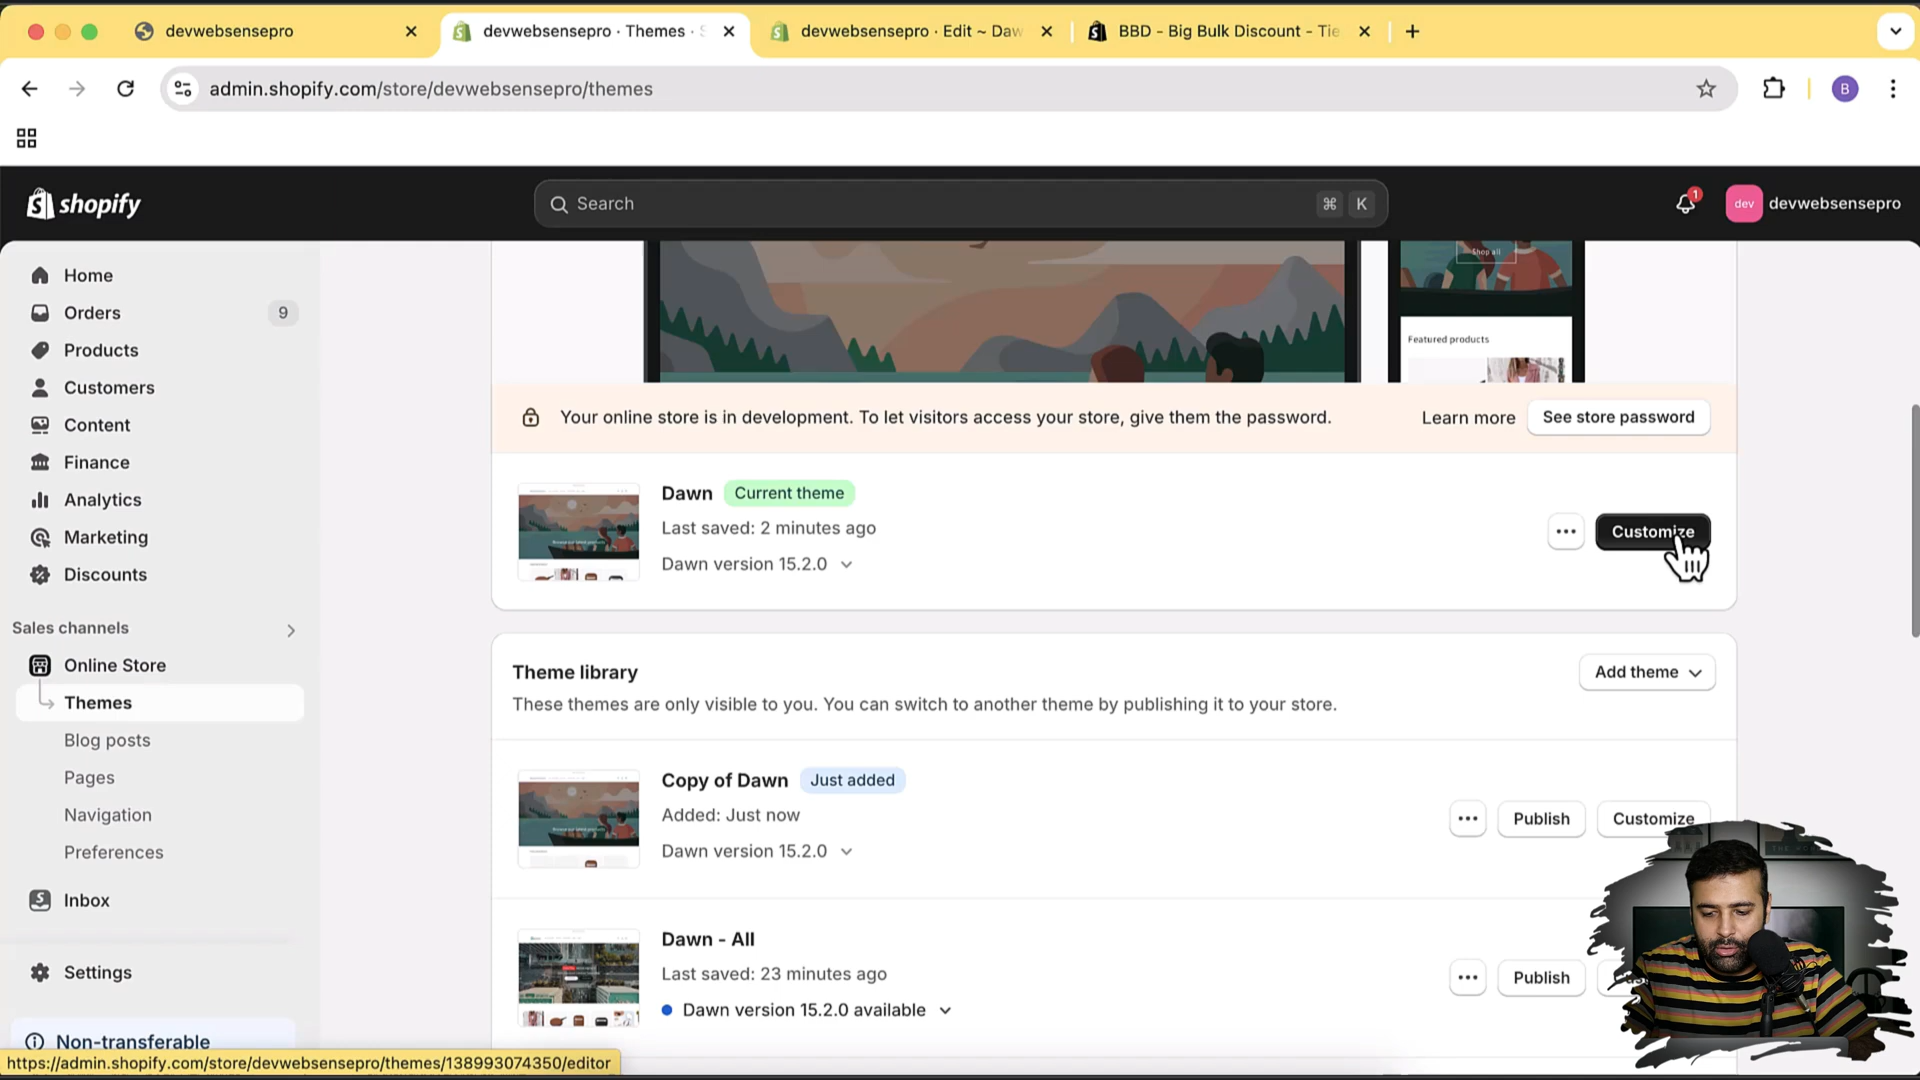 devwebsensepro
devwebsensepro · Themes ·
devwebsensepro · Edit ~ Daw
BBD - Big Bulk Discount - Tie
admin.shopify.com/store/devwebsensepro/themes
B
shopify
Search
⌘ K
1
dev
devwebsensepro
Home
Orders
9
Products
Customers
Content
Finance
Analytics
Marketing
Discounts
Sales channels
Online Store
Themes
Blog posts
Pages
Navigation
Preferences
Inbox
Settings
Non-transferable
Shop all
Featured products
Your online store is in development. To let visitors access your store, give them the password.
Learn more
See store password
Dawn
Current theme
Last saved: 2 minutes ago
Dawn version 15.2.0
Customize
Theme library
Add theme
These themes are only visible to you. You can switch to another theme by publishing it to your store.
Copy of Dawn
Just added
Added: Just now
Dawn version 15.2.0
Publish
Customize
Dawn - All
Last saved: 23 minutes ago
Dawn version 15.2.0 available
Publish
https://admin.shopify.com/store/devwebsensepro/themes/138993074350/editor